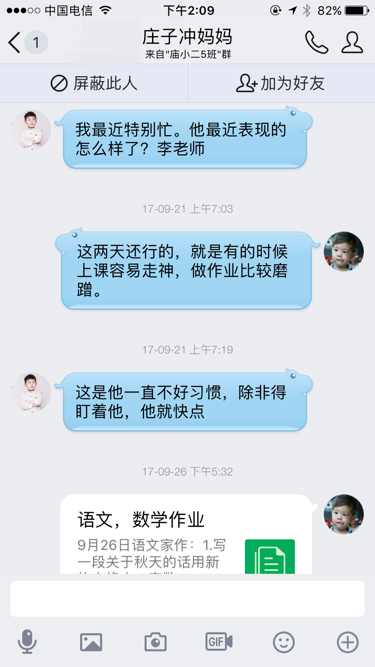 中国电信
下午2:09
82%
1
庄子冲妈妈
来自"庙小二5班"群
屏蔽此人
加为好友
我最近特别忙。他最近表现的
怎么样了？李老师
17-09-21 上午7:03
这两天还行的，就是有的时候
上课容易走神，做作业比较磨
蹭。
17-09-21 上午7:19
这是他一直不好习惯，除非得
盯着他，他就快点
17-09-26 下午5:32
语文，数学作业
9月26日语文家作：1.写
一段关于秋天的话用新
GIF